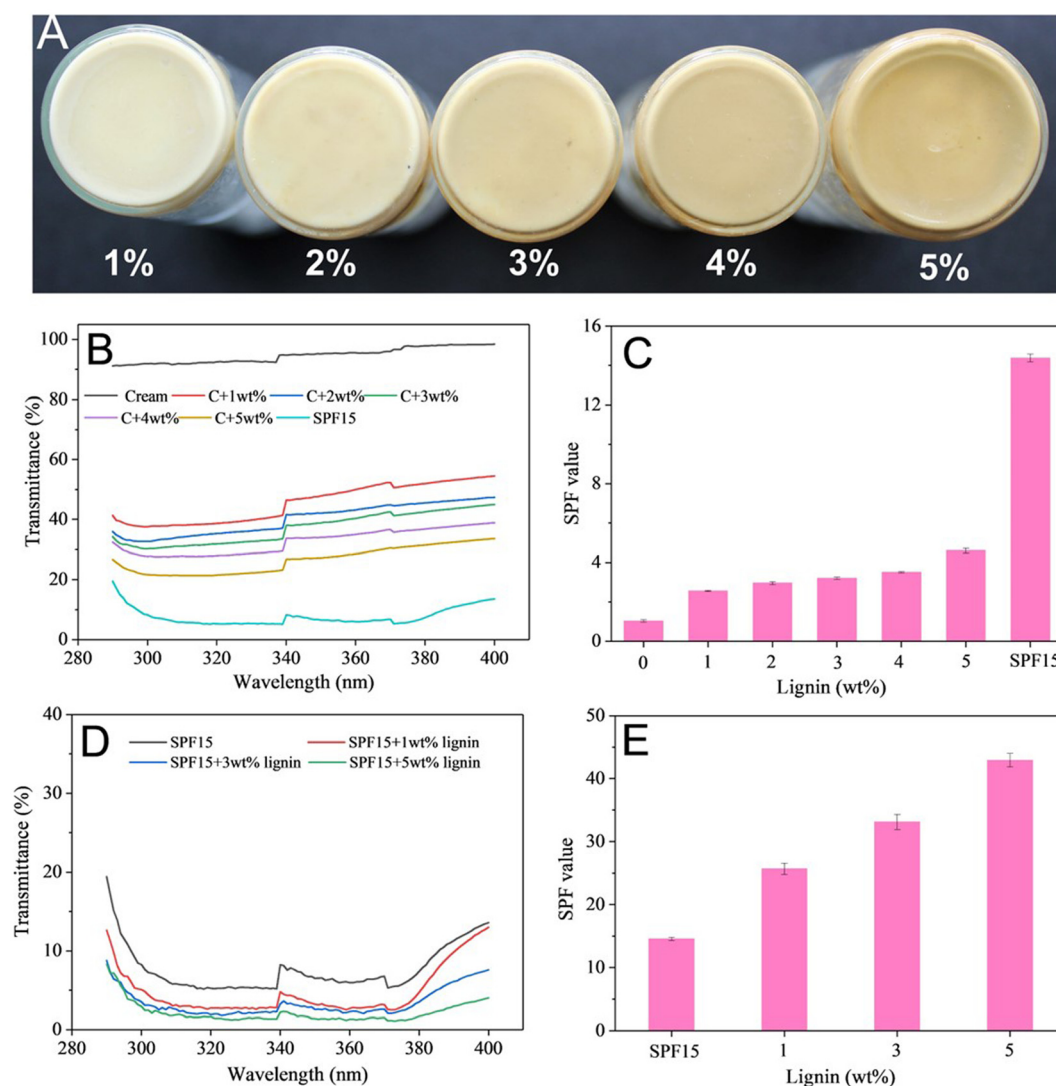 A
1%
2%
3%
4%
5%
B
100
80
60
40
20
0
Transmittance (%)
Cream C+1wt% C+2wt% C+3wt%
C+4wt% C+5wt% SPF15
280 300 320 340 360 380 400
Wavelength (nm)
C
16
12
8
4
0
SPF value
0 1 2 3 4 5 SPF15
Lignin (wt%)
D
40
30
20
10
0
Transmittance (%)
SPF15 SPF15+1wt% lignin
SPF15+3wt% lignin SPF15+5wt% lignin
280 300 320 340 360 380 400
Wavelength (nm)
E
50
40
30
20
10
0
SPF value
SPF15 1 3 5
Lignin (wt%)